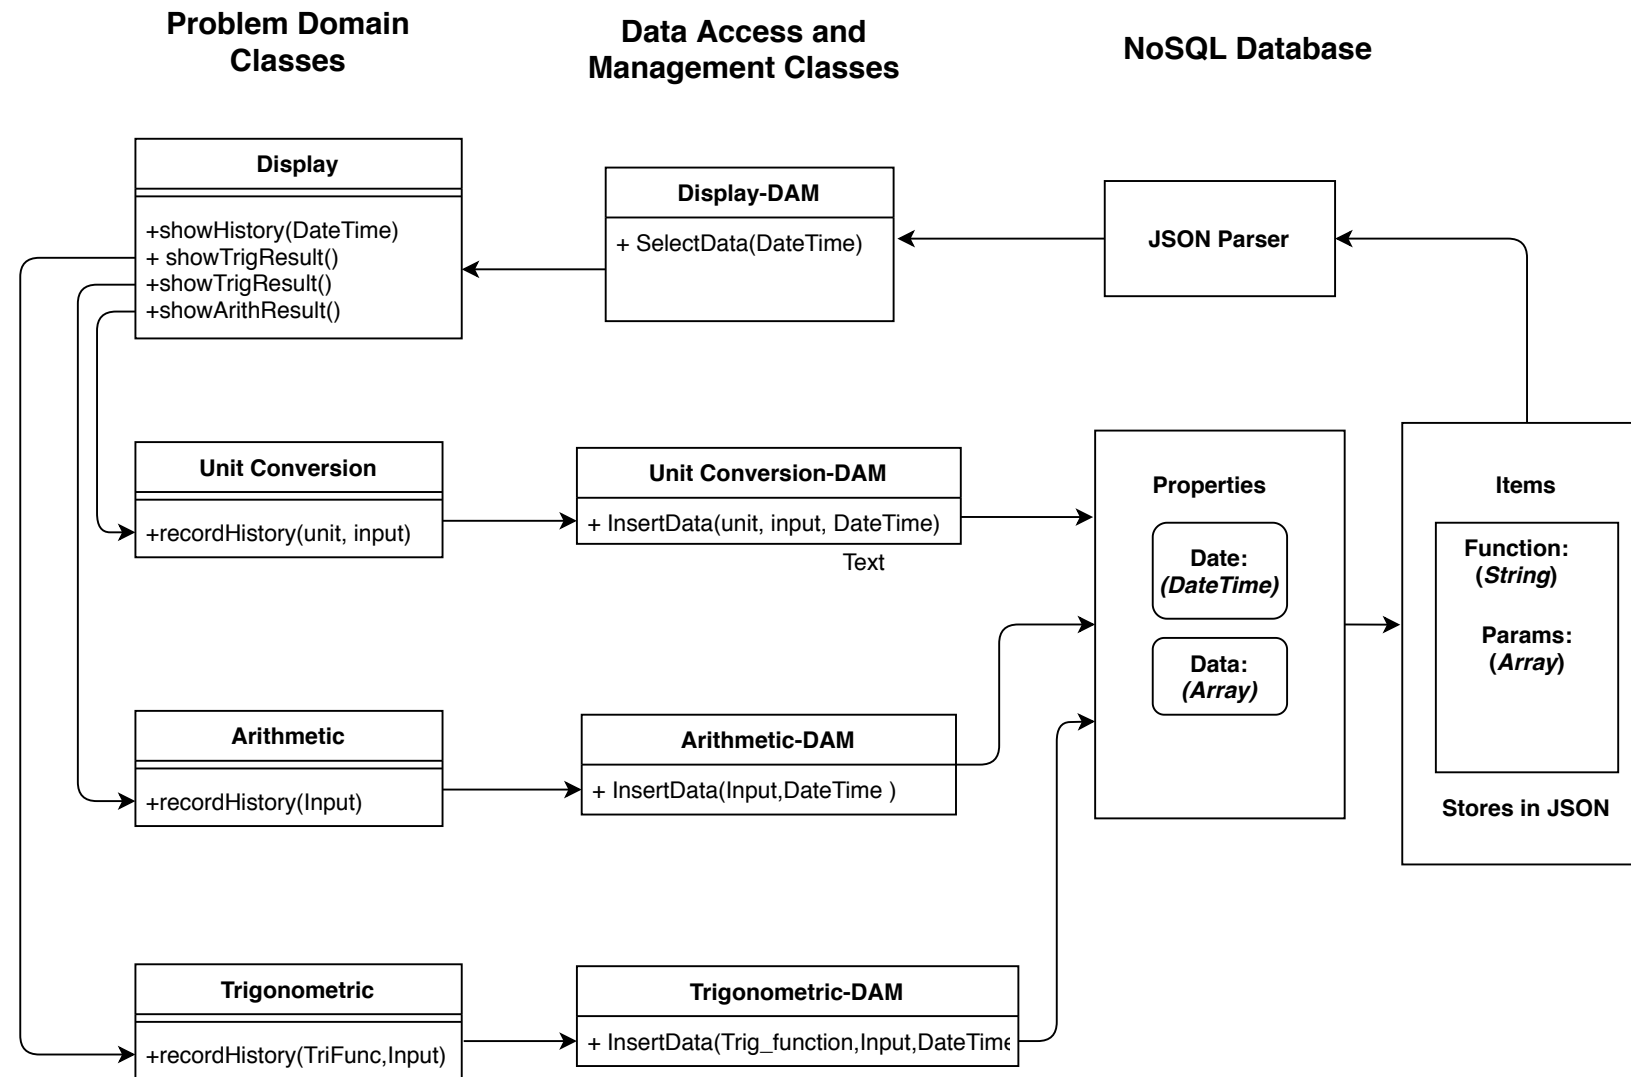 Problem Domain
Classes
Data Access and
Management Classes
NoSQL Database
Display
+showHistory(DateTime)
+ showTrigResult()
+showTrigResult()
+showArithResult()
Display-DAM
+ SelectData(DateTime)
JSON Parser
Unit Conversion
+recordHistory(unit, input)
Unit Conversion-DAM
+ InsertData(unit, input, DateTime)
Text
Properties
Date:
(DateTime)
Data:
(Array)
Items
Function:
(String)
Params:
(Array)
Stores in JSON
Arithmetic
+recordHistory(Input)
Arithmetic-DAM
+ InsertData(Input,DateTime )
Trigonometric
+recordHistory(TriFunc,Input)
Trigonometric-DAM
+ InsertData(Trig_function,Input,DateTime